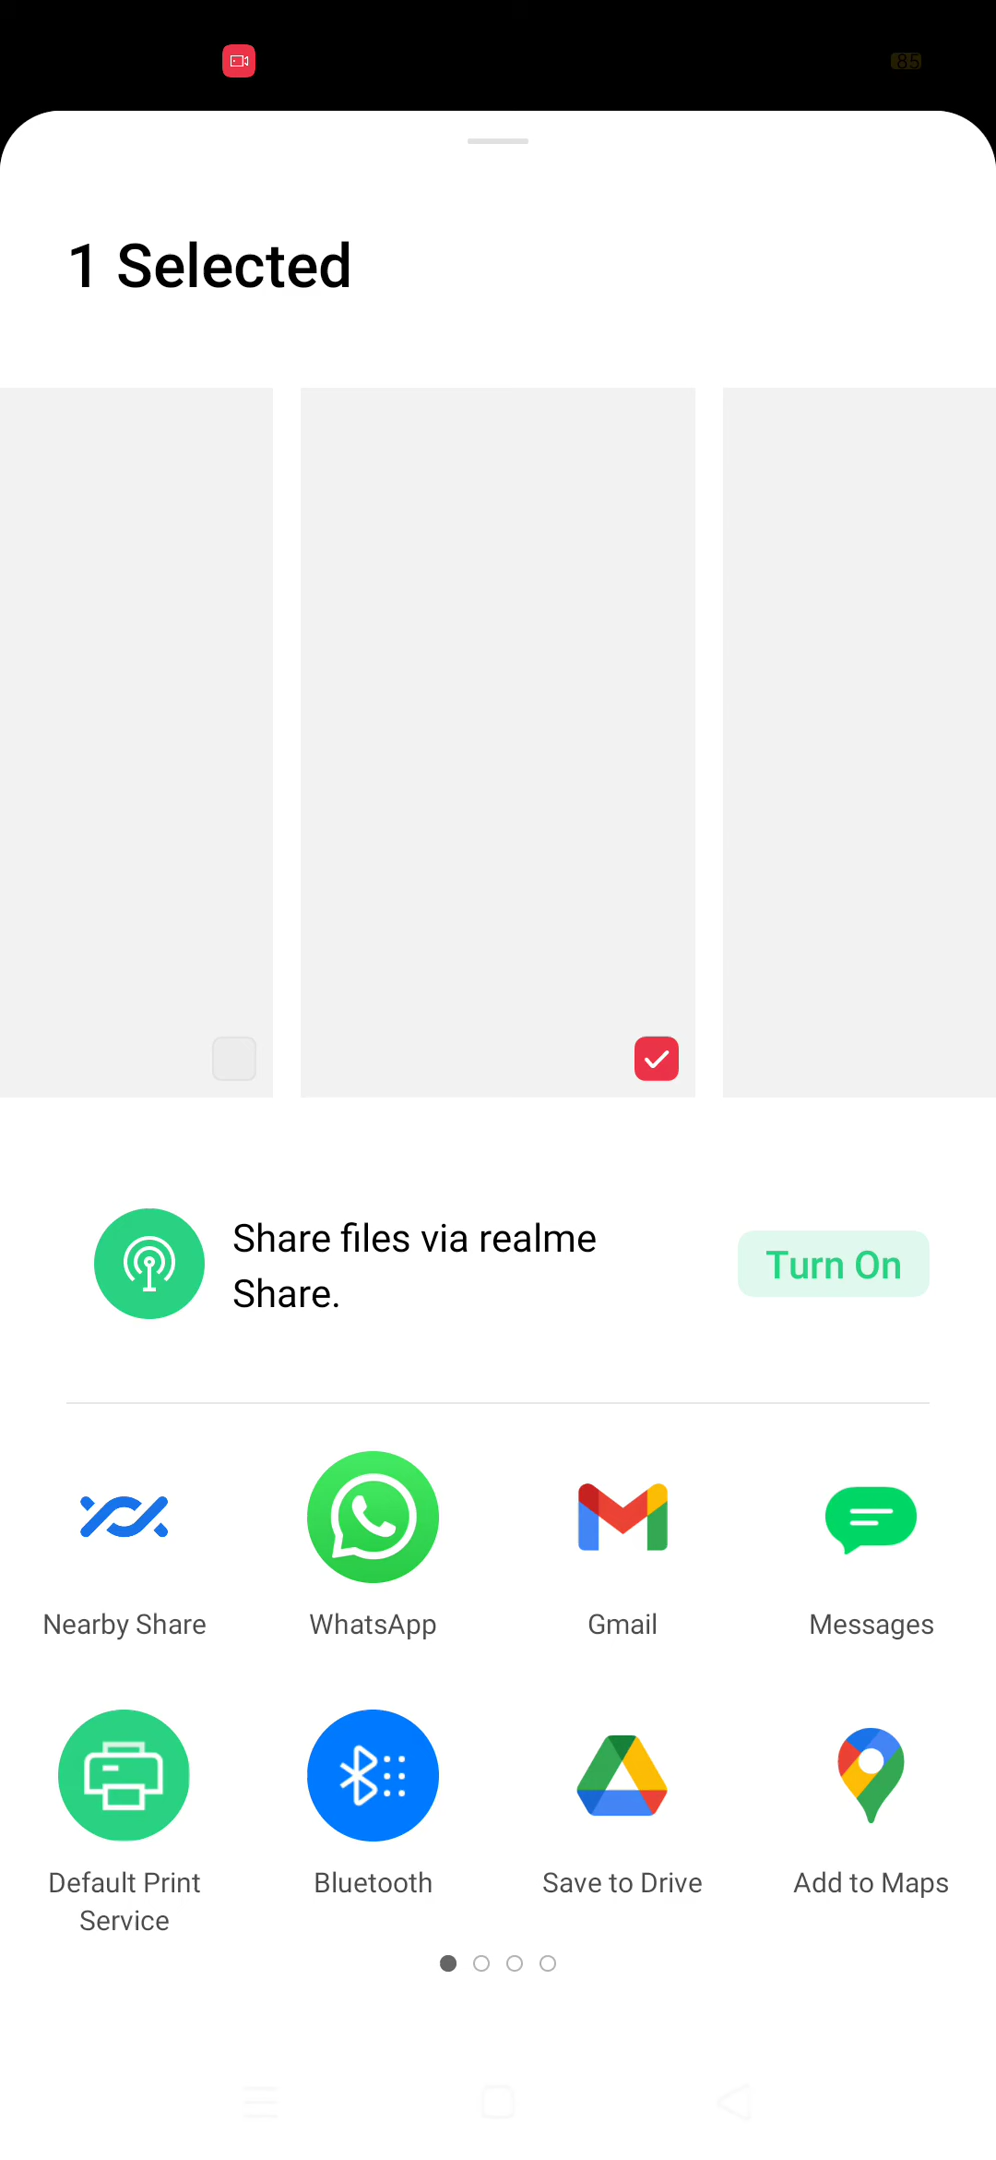 85
1 Selected
Share files via realme
Share.
Turn On
Nearby Share
WhatsApp
Gmail
Messages
Default Print
Service
Bluetooth
Save to Drive
Add to Maps